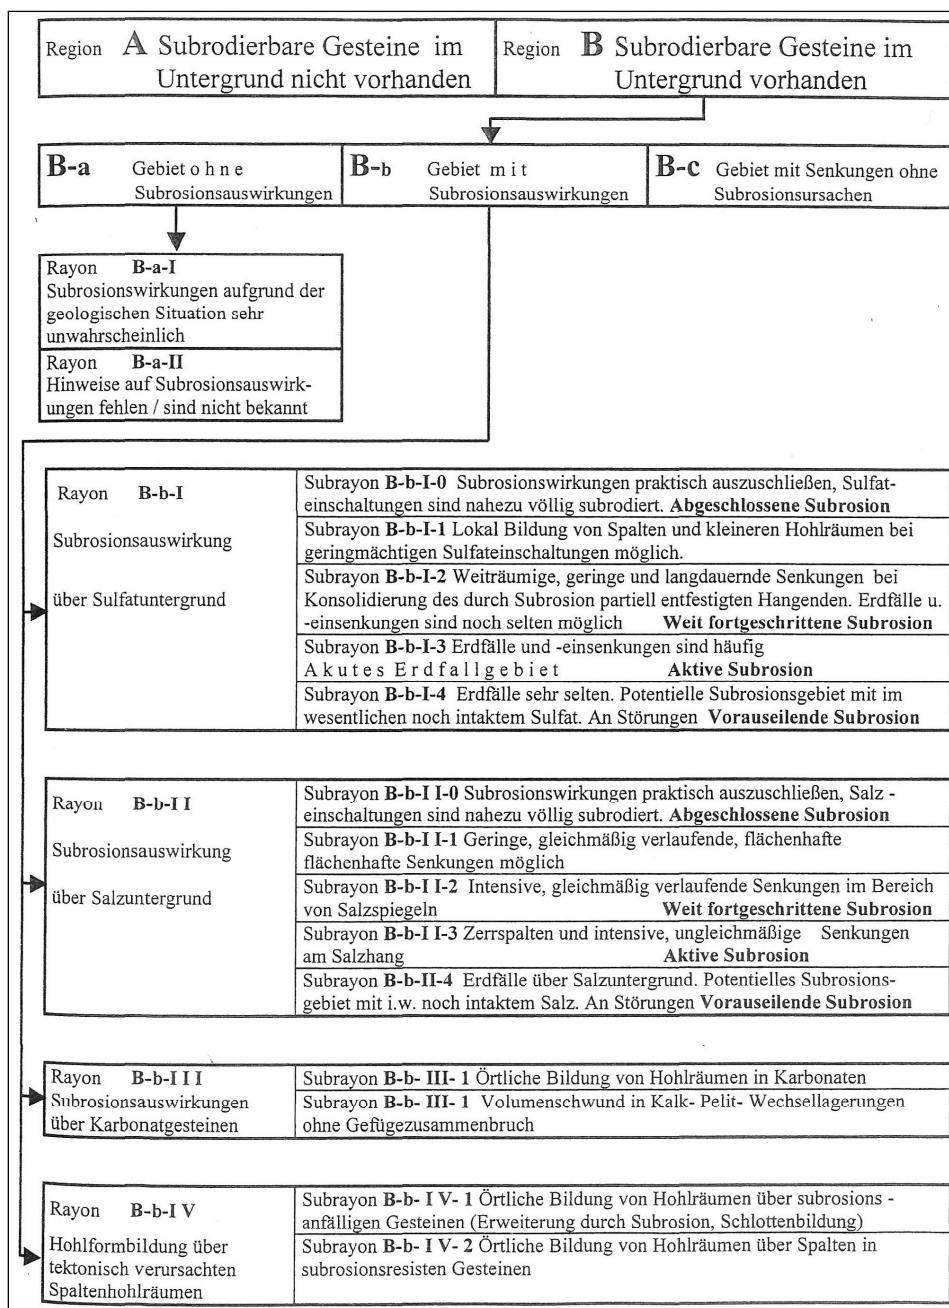 Region A Subrodierbare Gesteine im
Untergrund nicht vorhanden
Region B Subrodierbare Gesteine im
Untergrund vorhanden
B-a Gebiet o h n e
Subrosionsauswirkungen
B-b Gebiet m i t
Subrosionsauswirkungen
B-c Gebiet mit Senkungen ohne
Subrosionsursachen
Rayon B-a-I
Subrosionswirkungen aufgrund der
geologischen Situation sehr
unwahrscheinlich
Rayon B-a-II
Hinweise auf Subrosionsauswirk-
ungen fehlen / sind nicht bekannt
Rayon B-b-I
Subrosionsauswirkung
über Sulfatuntergrund
Subrayon B-b-I-0 Subrosionswirkungen praktisch auszuschließen, Sulfat-
einschaltungen sind nahezu völlig subrodiert. Abgeschlossene Subrosion
Subrayon B-b-I-1 Lokal Bildung von Spalten und kleineren Hohlräumen bei
geringmächtigen Sulfateinschaltungen möglich.
Subrayon B-b-I-2 Weiträumige, geringe und langdauernde Senkungen bei
Konsolidierung des durch Subrosion partiell entfestigten Hangenden. Erdfälle u.
-einsenkungen sind noch selten möglich Weit fortgeschrittene Subrosion
Subrayon B-b-I-3 Erdfälle und -einsenkungen sind häufig
A k u t e s E r d f a l l g e b i e t Aktive Subrosion
Subrayon B-b-I-4 Erdfälle sehr selten. Potentielle Subrosionsgebiet mit im
wesentlichen noch intaktem Sulfat. An Störungen Vorauseilende Subrosion
Rayon B-b-I I
Subrosionsauswirkung
über Salzuntergrund
Subrayon B-b-I I-0 Subrosionswirkungen praktisch auszuschließen, Salz -
einschaltungen sind nahezu völlig subrodiert. Abgeschlossene Subrosion
Subrayon B-b-I I-1 Geringe, gleichmäßig verlaufende, flächenhafte
flächenhafte Senkungen möglich
Subrayon B-b-I I-2 Intensive, gleichmäßig verlaufende Senkungen im Bereich
von Salzspiegeln Weit fortgeschrittene Subrosion
Subrayon B-b-I I-3 Zerrspalten und intensive, ungleichmäßige Senkungen
am Salzhang Aktive Subrosion
Subrayon B-b-II-4 Erdfälle über Salzuntergrund. Potentielles Subrosions-
gebiet mit i.w. noch intaktem Salz. An Störungen Vorauseilende Subrosion
Rayon B-b-I I I
Subrosionsauswirkungen
über Karbonatgesteinen
Subrayon B-b- III- 1 Örtliche Bildung von Hohlräumen in Karbonaten
Subrayon B-b- III- 1 Volumenschwund in Kalk- Pelit- Wechsellagerungen
ohne Gefügezusammenbruch
Rayon B-b-I V
Hohlformbildung über
tektonisch verursachten
Spaltenhohlräumen
Subrayon B-b- I V- 1 Örtliche Bildung von Hohlräumen über subrosions -
anfälligen Gesteinen (Erweiterung durch Subrosion, Schlottenbildung)
Subrayon B-b- I V- 2 Örtliche Bildung von Hohlräumen über Spalten in
subrosionsresisten Gesteinen